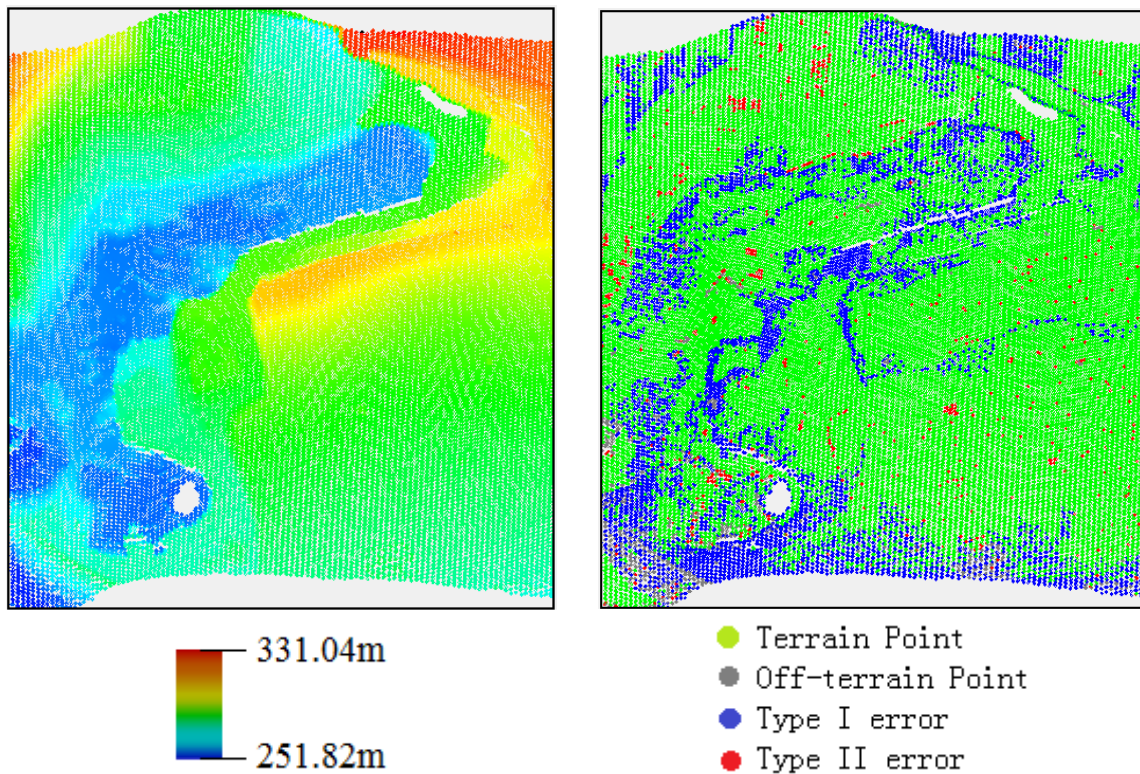 331.04m
251.82m
Terrain Point
Off-terrain Point
Type I error
Type II error